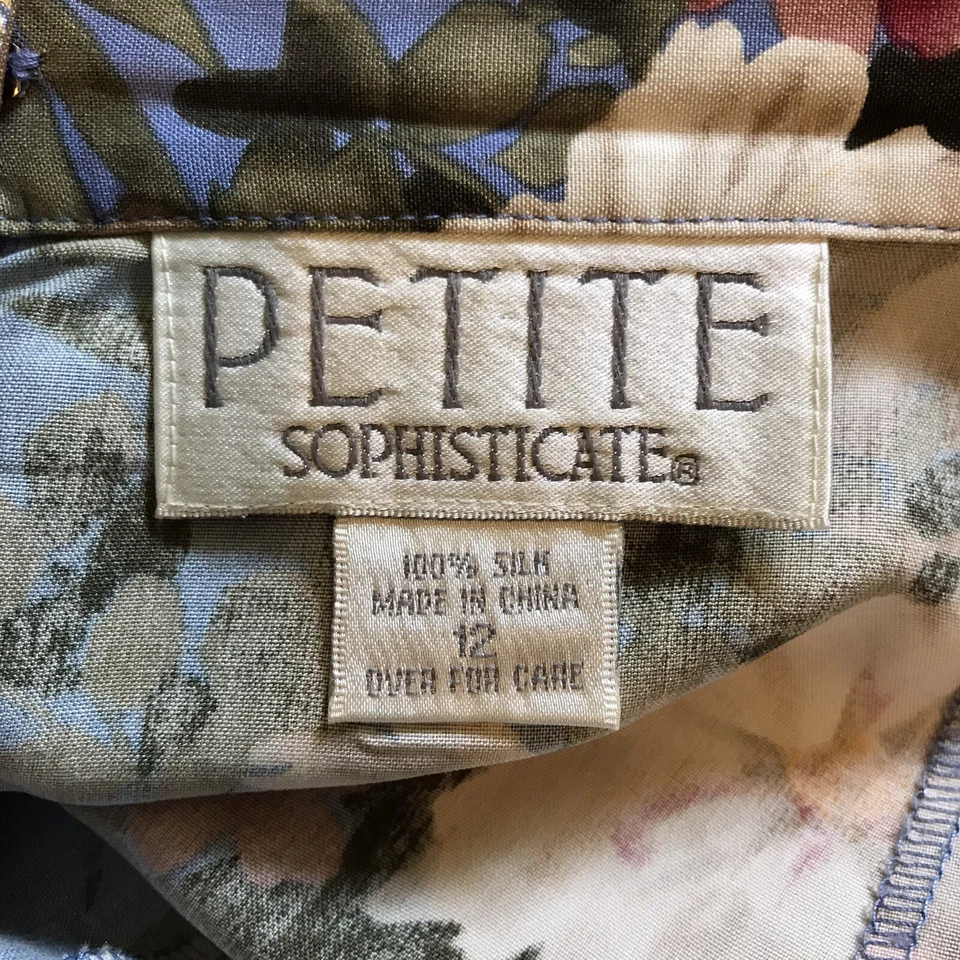 PETITE
SOPHISTICATE®
100% SILK
MADE IN CHINA
12
OVER FOR CARE